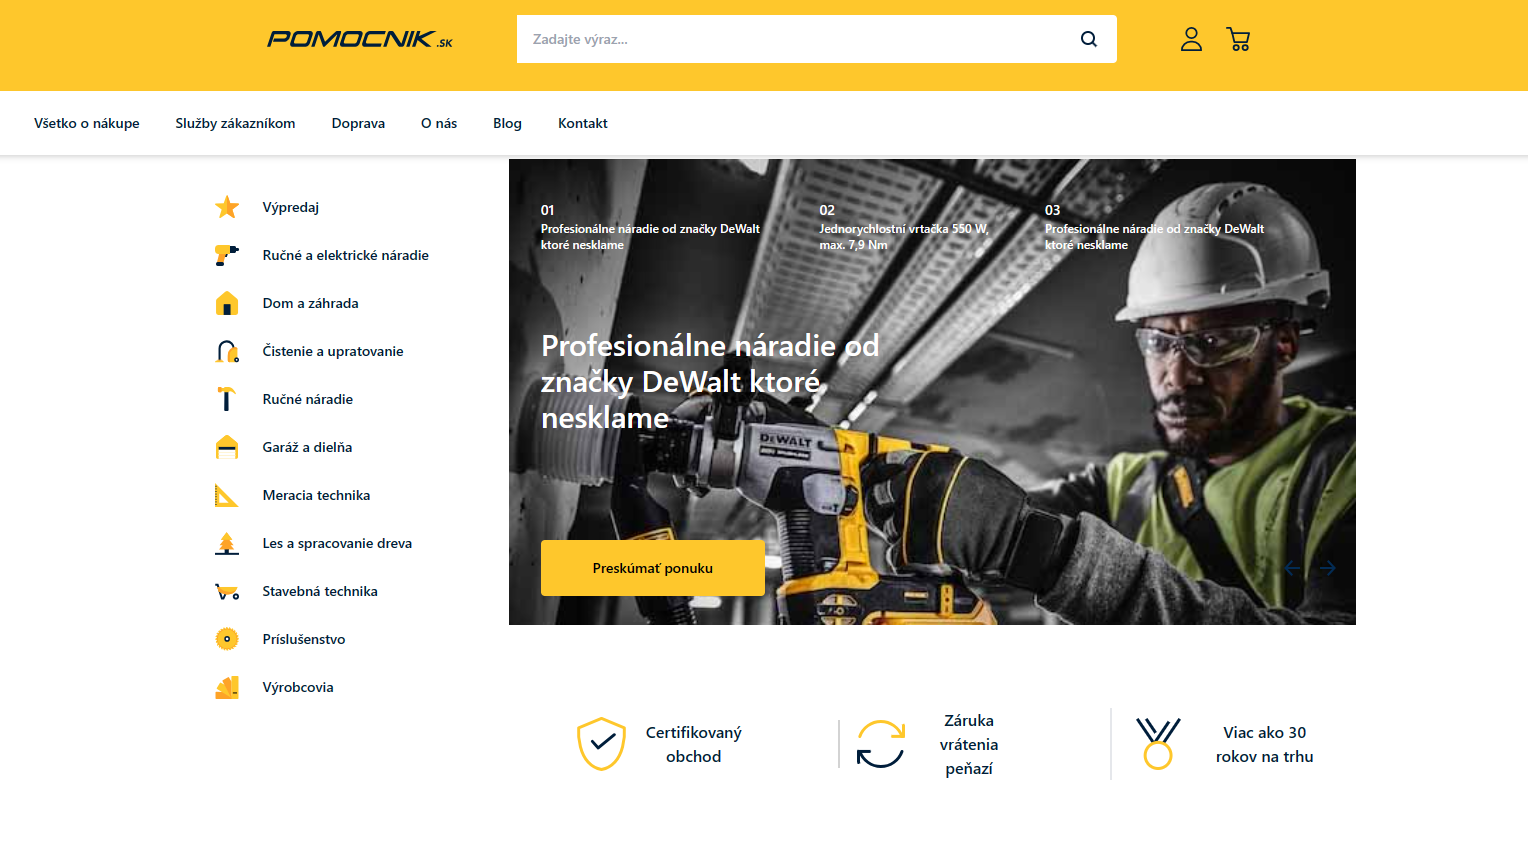 POMOCNIK.SK
Zadajte výraz...
Všetko o nákupe
Služby zákazníkom
Doprava
O nás
Blog
Kontakt
Výpredaj
Ručné a elektrické náradie
Dom a záhrada
Čistenie a upratovanie
Ručné náradie
Garáž a dielňa
Meracia technika
Les a spracovanie dreva
Stavebná technika
Príslušenstvo
Výrobcovia
01
Profesionálne náradie od značky DeWalt
ktoré nesklame
02
Jednorychlostní vrtačka 550 W,
max. 7,9 Nm
03
Profesionálne náradie od značky DeWalt
ktoré nesklame
Profesionálne náradie od
značky DeWalt ktoré
nesklame
DEWALT
Preskúmať ponuku
Certifikovaný
obchod
Záruka
vrátenia
peňazí
Viac ako 30
rokov na trhu